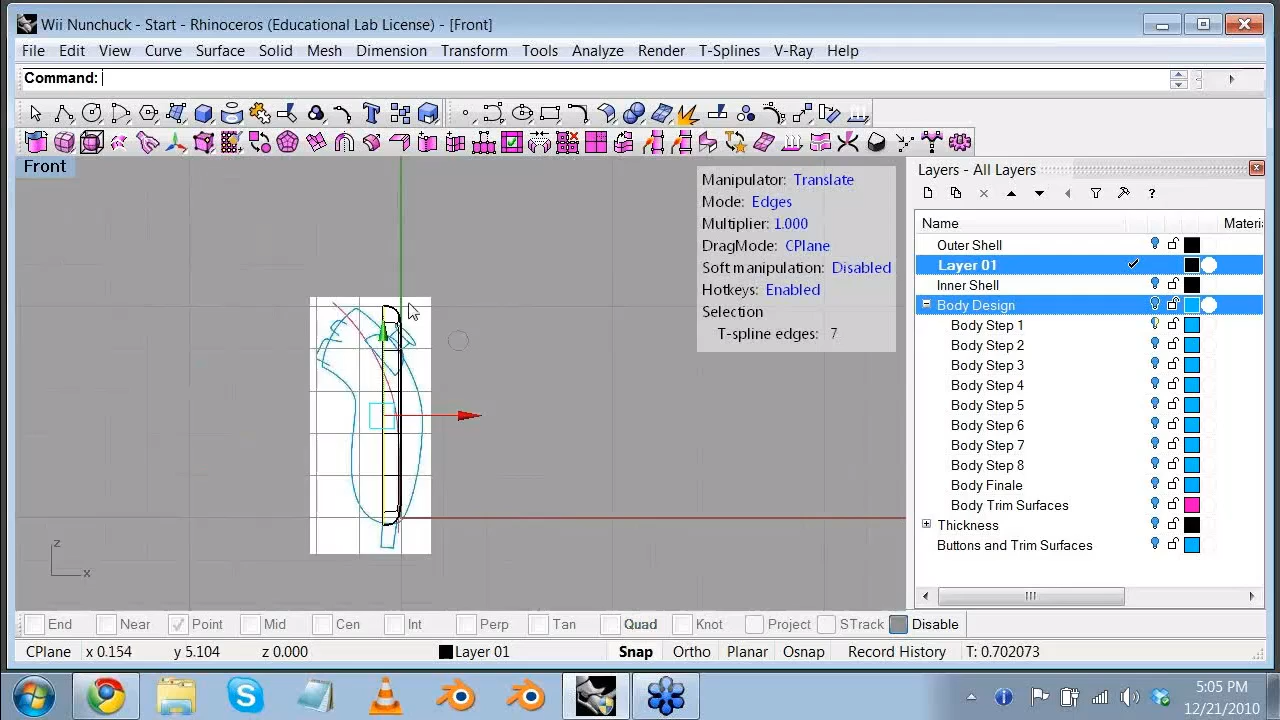 Wii Nunchuck - Start - Rhinoceros (Educational Lab License) - [Front]
File Edit View Curve Surface Solid Mesh Dimension Transform Tools Analyze Render T-Splines V-Ray Help
Command:
Front
Manipulator: Translate
Mode: Edges
Multiplier: 1.000
DragMode: CPlane
Soft manipulation: Disabled
Hotkeys: Enabled
Selection
T-spline edges: 7
z
x
Layers - All Layers
Name Materi
Outer Shell
Layer 01
Inner Shell
Body Design
Body Step 1
Body Step 2
Body Step 3
Body Step 4
Body Step 5
Body Step 6
Body Step 7
Body Step 8
Body Finale
Body Trim Surfaces
Thickness
Buttons and Trim Surfaces
End Near Point Mid Cen Int Perp Tan Quad Knot Project STrack Disable
CPlane x 0.154 y 5.104 z 0.000 Layer 01 Snap Ortho Planar Osnap Record History T: 0.702073
5:05 PM
12/21/2010